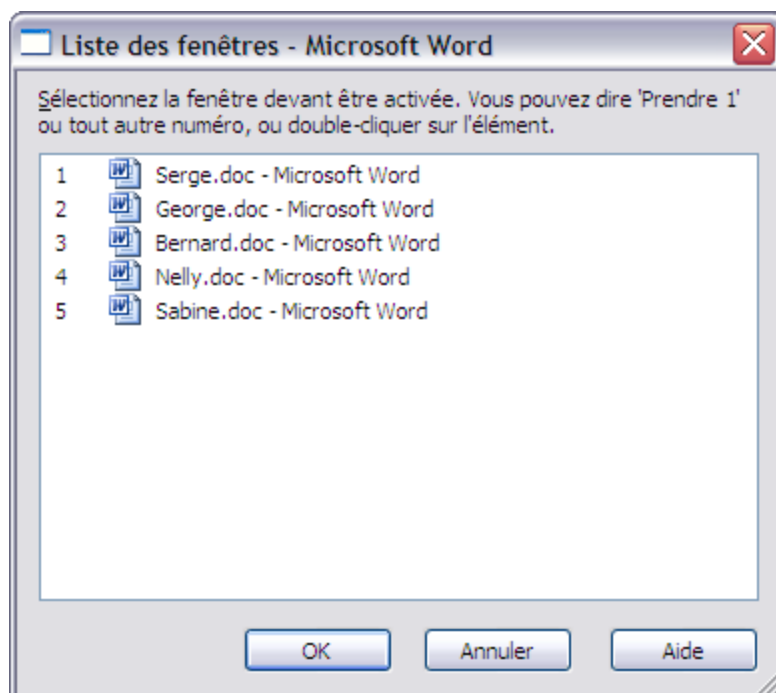 Liste des fenêtres - Microsoft Word
Sélectionnez la fenêtre devant être activée. Vous pouvez dire 'Prendre 1'
ou tout autre numéro, ou double-cliquer sur l'élément.
1 Serge.doc - Microsoft Word
2 George.doc - Microsoft Word
3 Bernard.doc - Microsoft Word
4 Nelly.doc - Microsoft Word
5 Sabine.doc - Microsoft Word
OK Annuler Aide